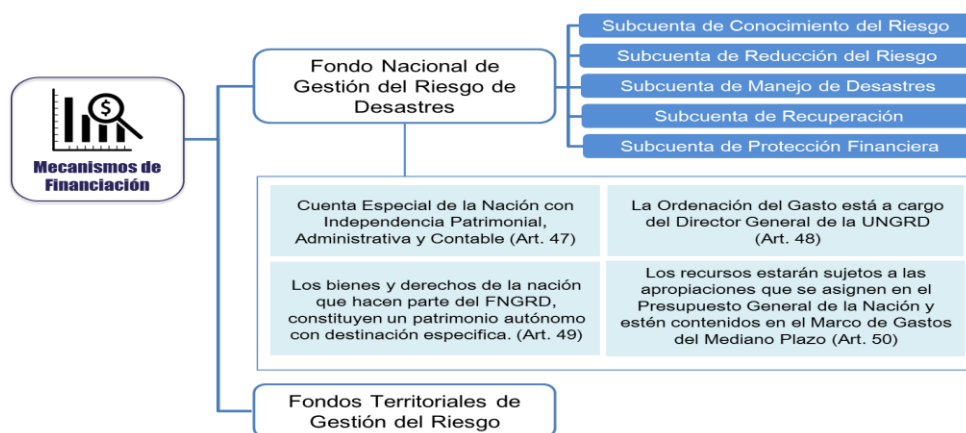 $
Mecanismos de
Financiación
Fondo Nacional de
Gestión del Riesgo de
Desastres
Subcuenta de Conocimiento del Riesgo
Subcuenta de Reducción del Riesgo
Subcuenta de Manejo de Desastres
Subcuenta de Recuperación
Subcuenta de Protección Financiera
Cuenta Especial de la Nación con
Independencia Patrimonial,
Administrativa y Contable (Art. 47)
La Ordenación del Gasto está a cargo
del Director General de la UNGRD
(Art. 48)
Los bienes y derechos de la nación
que hacen parte del FNGRD,
constituyen un patrimonio autónomo
con destinación especifica. (Art. 49)
Los recursos estarán sujetos a las
apropiaciones que se asignen en el
Presupuesto General de la Nación y
estén contenidos en el Marco de Gastos
del Mediano Plazo (Art. 50)
Fondos Territoriales de
Gestión del Riesgo